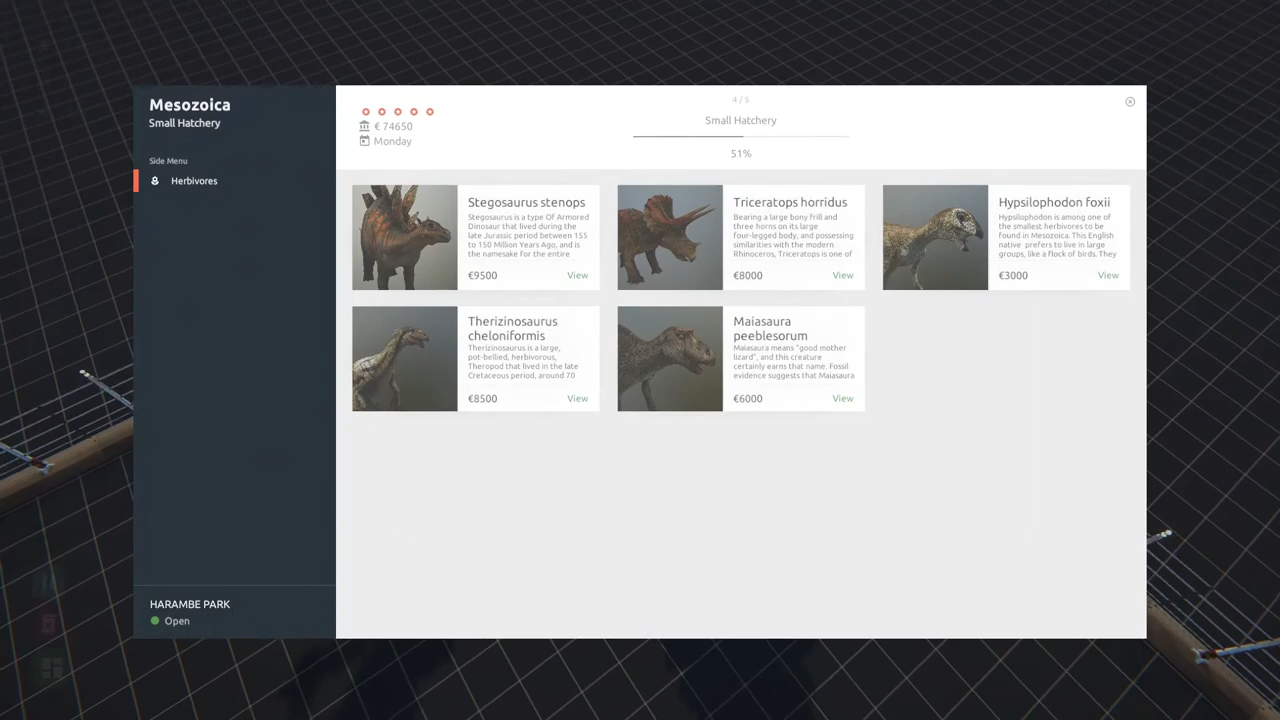 Mesozoica
Small Hatchery
Side Menu
Herbivores
HARAMBE PARK
Open
€ 74650
Monday
4 / 5
Small Hatchery
51%
Stegosaurus stenops
Stegosaurus is a type Of Armored
Dinosaur that lived during the
late Jurassic period between 155
to 150 Million Years Ago, and is
the namesake for the entire
€9500
View
Triceratops horridus
Bearing a large bony frill and
three horns on its large
four-legged body, and possessing
similarities with the modern
Rhinoceros, Triceratops is one of
€8000
View
Hypsilophodon foxii
Hypsilophodon is among one of
the smallest herbivores to be
found in Mesozoica. This English
native prefers to live in large
groups, like a flock of birds. They
€3000
View
Therizinosaurus
cheloniformis
Therizinosaurus is a large,
pot-bellied, herbivorous,
Theropod that lived in the late
Cretaceous period, around 70
€8500
View
Maiasaura
peeblesorum
Maiasaura means "good mother
lizard", and this creature
certainly earns that name. Fossil
evidence suggests that Maiasaura
€6000
View